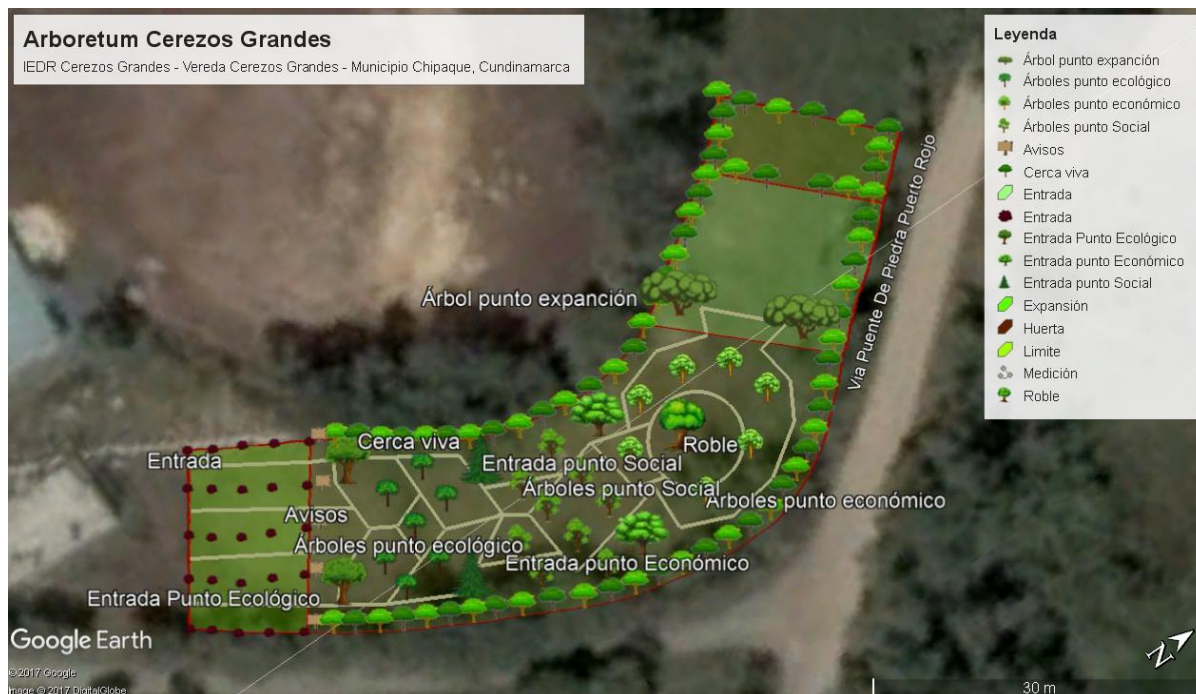 Arboretum Cerezos Grandes
IEDR Cerezos Grandes - Vereda Cerezos Grandes - Municipio Chipaque, Cundinamarca
Leyenda
Árbol punto expanción
Árboles punto ecológico
Árboles punto económico
Árboles punto Social
Avisos
Cerca viva
Entrada
Entrada
Entrada Punto Ecológico
Entrada punto Económico
Entrada punto Social
Expansión
Huerta
Limite
Medición
Roble
Via Puente De Piedra Puerto Rojo
Árbol punto expanción
Cerca viva
Roble
Entrada
Entrada punto Social
Árboles punto Social
Árboles punto económico
Avisos
Árboles punto ecológico
Entrada punto Económico
Entrada Punto Ecológico
Google Earth
© 2017 Google
Image © 2017 DigitalGlobe
N
30 m